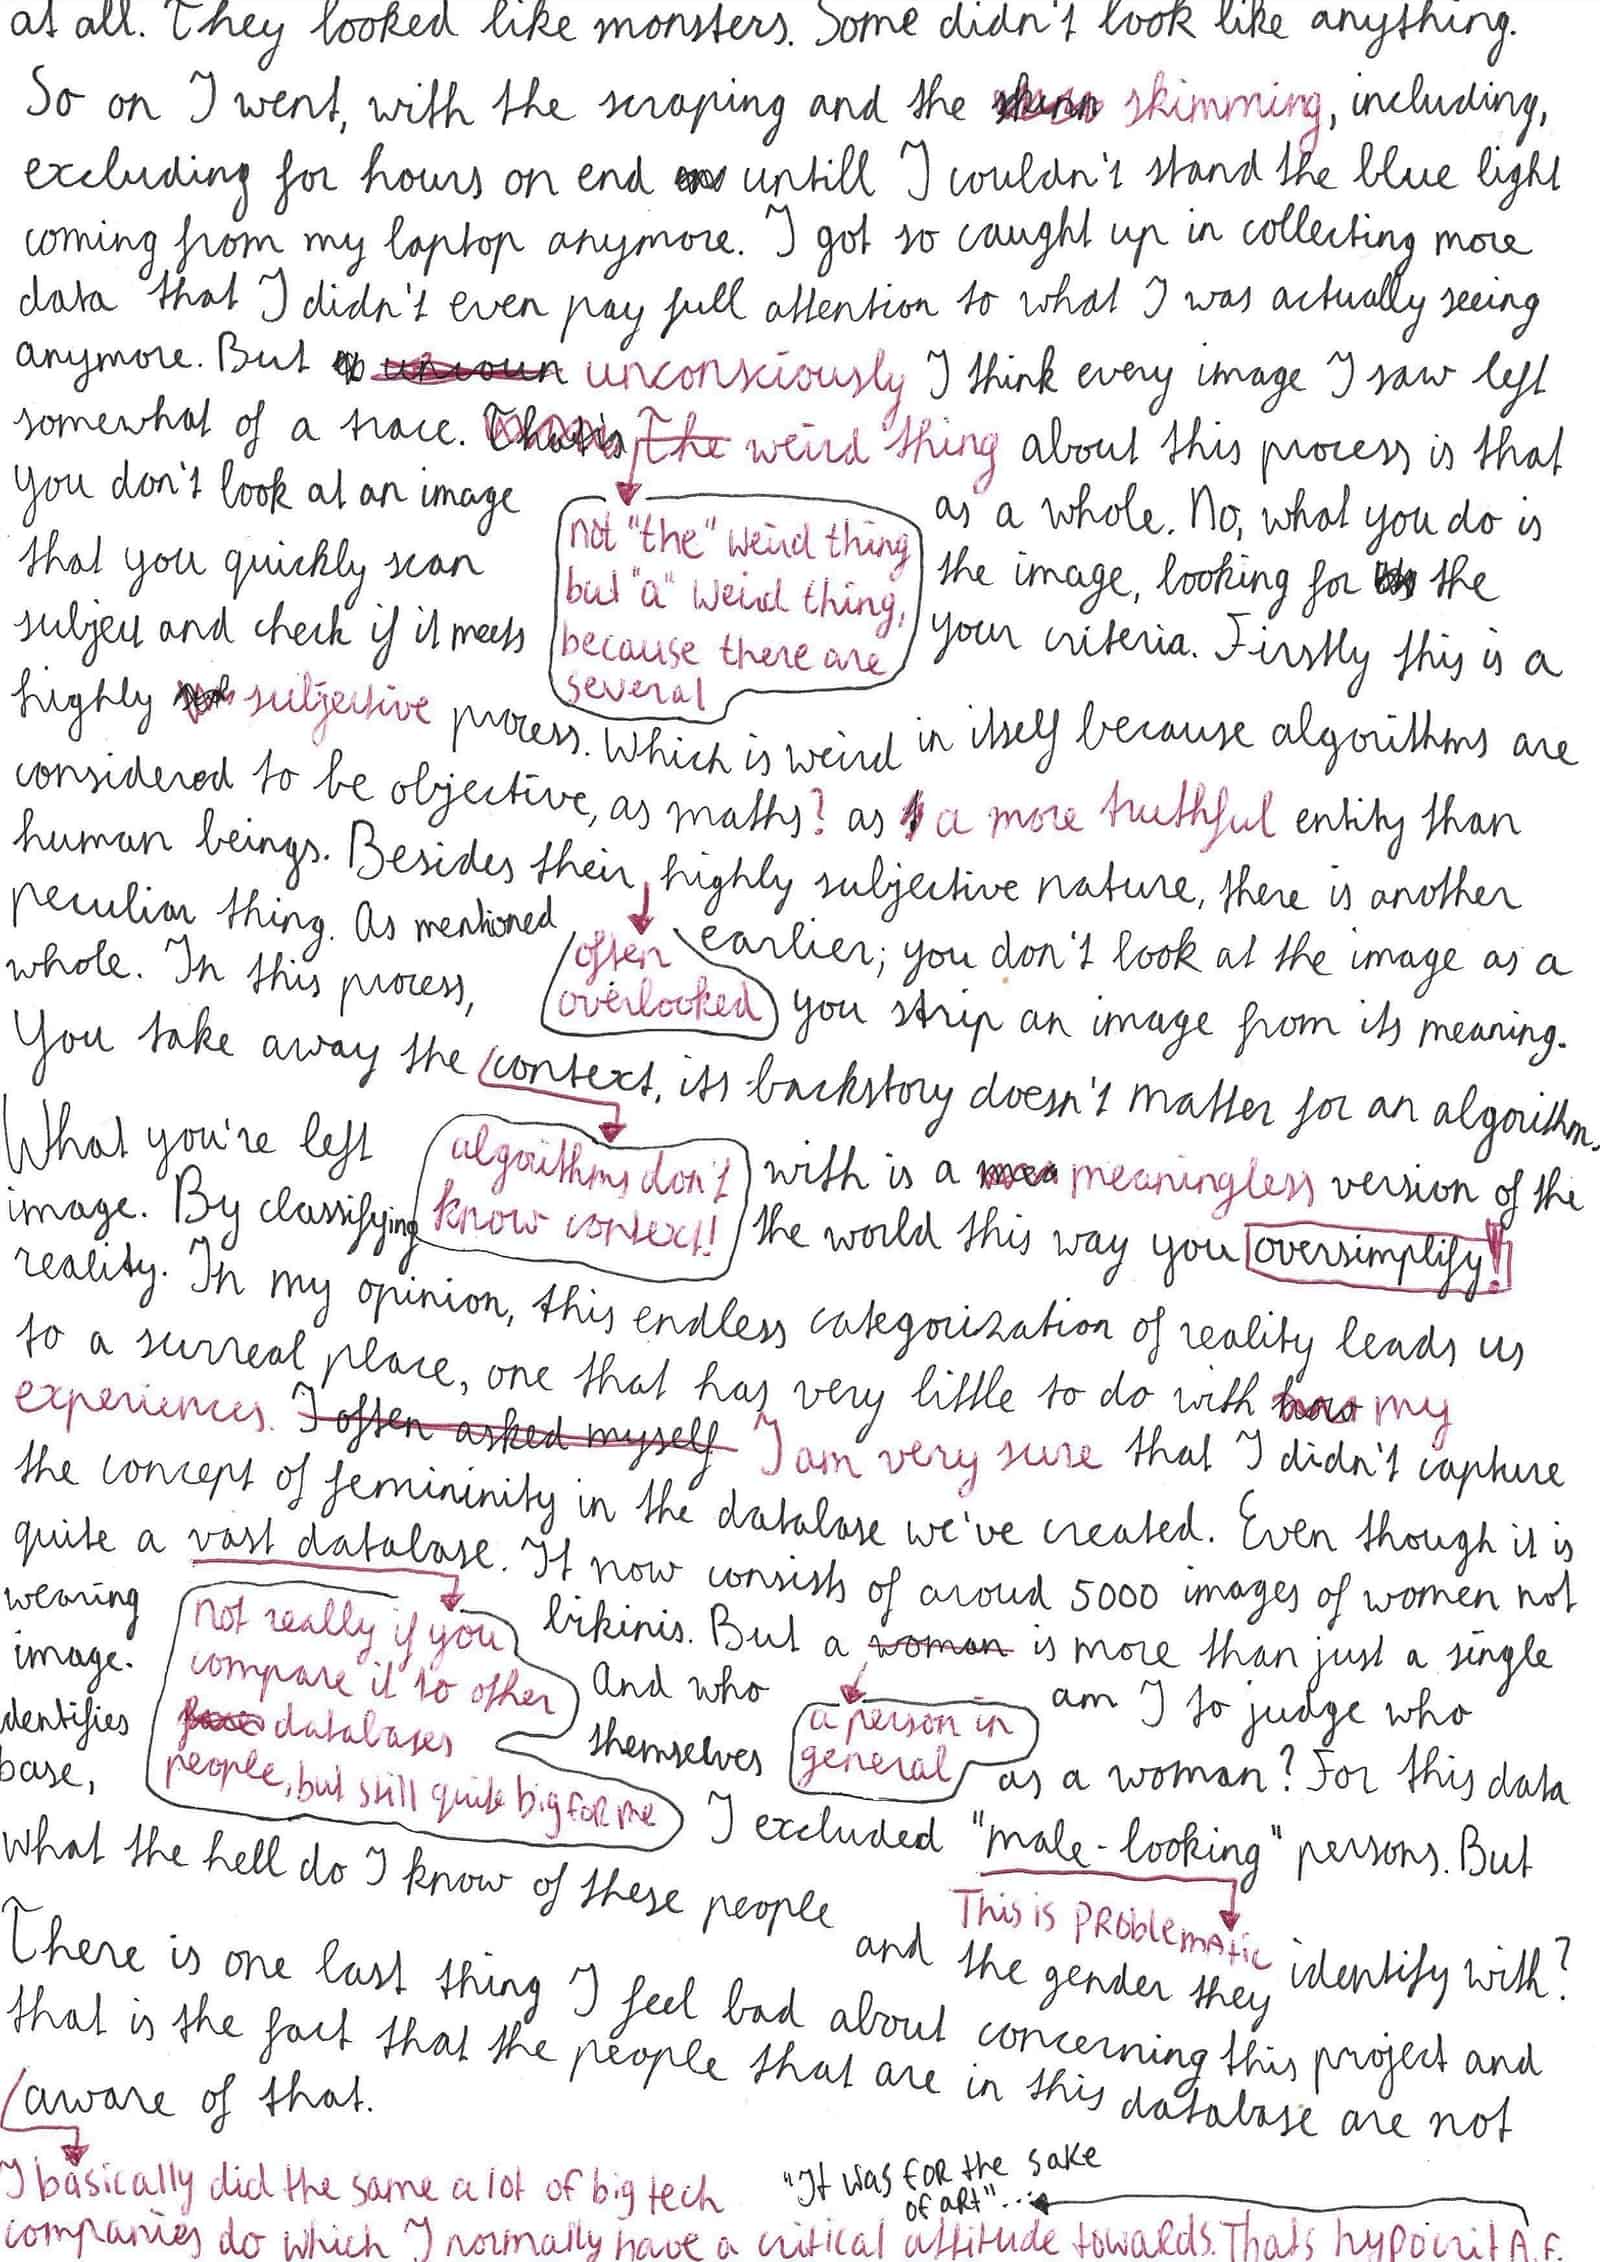 at all. They looked like monsters. Some didn't look like anything.
So on I went, with the scraping and the skimm skimming, including,
excluding for hours on end untill I couldn't stand the blue light
coming from my laptop anymore. I got so caught up in collecting more
data that I didn't even pay full attention to what I was actually seeing
anymore. But uncoun unconsciously I think every image I saw left
somewhat of a trace. That's The weird thing about this process is that
you don't look at an image as a whole. No, what you do is
that you quickly scan the image, looking for the
subject and check if it meets your criteria. Firstly this is a
not "the" weird thing
but "a" weird thing,
because there are
several
highly subjective process. Which is weird in itself because algorithms are
considered to be objective, as maths? as a more truthful entity than
human beings. Besides their highly subjective nature, there is another
peculiar thing. As mentioned earlier; you don't look at the image as a
often
overlooked
whole. In this process, you strip an image from its meaning.
You take away the context, its backstory doesn't matter for an algorithm.
What you're left with is a mea meaningless version of the
algorithms don't
know context!
image. By classifying the world this way you oversimplify!
reality. In my opinion, this endless categorization of reality leads us
to a surreal place, one that has very little to do with how my
experiences. I often asked myself I am very sure that I didn't capture
the concept of femininity in the database we've created. Even though it is
quite a vast database. It now consists of aroud 5000 images of women not
wearing bikinis. But a woman is more than just a single
not really if you
compare it to other
databases
people, but still quite big for me
a person in
general
image. And who am I to judge who
identifies themselves as a woman? For this data
base, I excluded "male-looking" persons. But
what the hell do I know of these people and the gender they identify with?
This is PROblematic
There is one last thing I feel bad about concerning this project and
that is the fact that the people that are in this database are not
aware of that.
I basically did the same a lot of big tech
companies do which I normally have a critical attitude towards. Thats hypocrit A.F.
"It was for the sake
of art"...